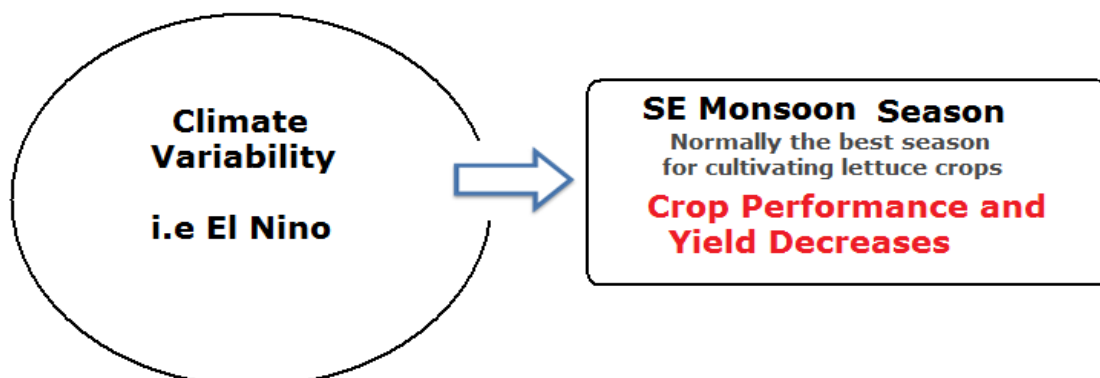 Climate
Variability
i.e El Nino
SE Monsoon Season
Normally the best season
for cultivating lettuce crops
Crop Performance and
Yield Decreases